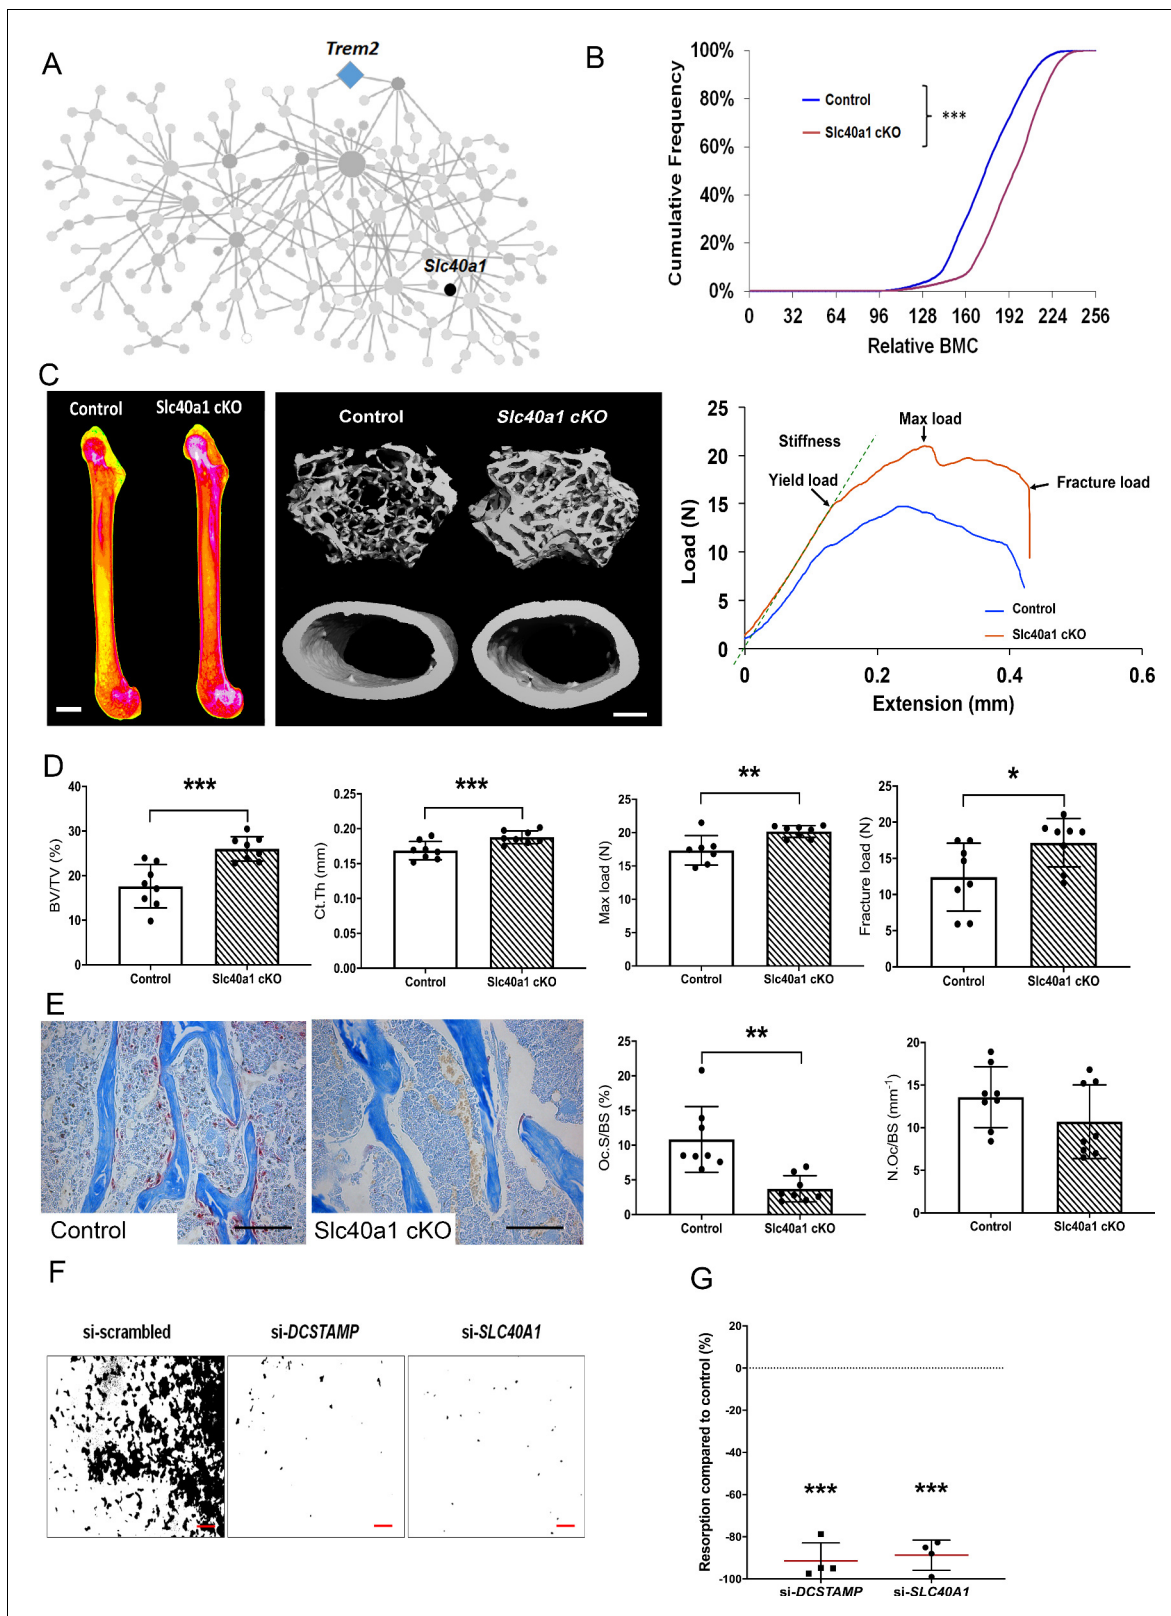 A
Trem2
Slc40a1
B
Cumulative Frequency
100%
80%
60%
40%
20%
0%
Control
Slc40a1 cKO
***
0 32 64 96 128 160 192 224 256
Relative BMC
C
Control Slc40a1 cKO
Control Slc40a1 cKO
Load (N)
25
20
15
10
5
0
Stiffness
Max load
Yield load
Fracture load
Control
Slc40a1 cKO
0 0.2 0.4 0.6
Extension (mm)
D
BV/TV (%)
40
30
20
10
0
***
Control Slc40a1 cKO
Ct.Th (mm)
0.25
0.20
0.15
0.10
0.05
0.00
***
Control Slc40a1 cKO
Max load (N)
25
20
15
10
5
0
**
Control Slc40a1 cKO
Fracture load (N)
25
20
15
10
5
0
*
Control Slc40a1 cKO
E
Control
Slc40a1 cKO
Oc.S/BS (%)
25
20
15
10
5
0
**
Control Slc40a1 cKO
N.Oc/BS (mm-1)
20
15
10
5
0
Control Slc40a1 cKO
F
si-scrambled si-DCSTAMP si-SLC40A1
G
Resorption compared to control (%)
20
0
-20
-40
-60
-80
-100
*** ***
si-DCSTAMP si-SLC40A1